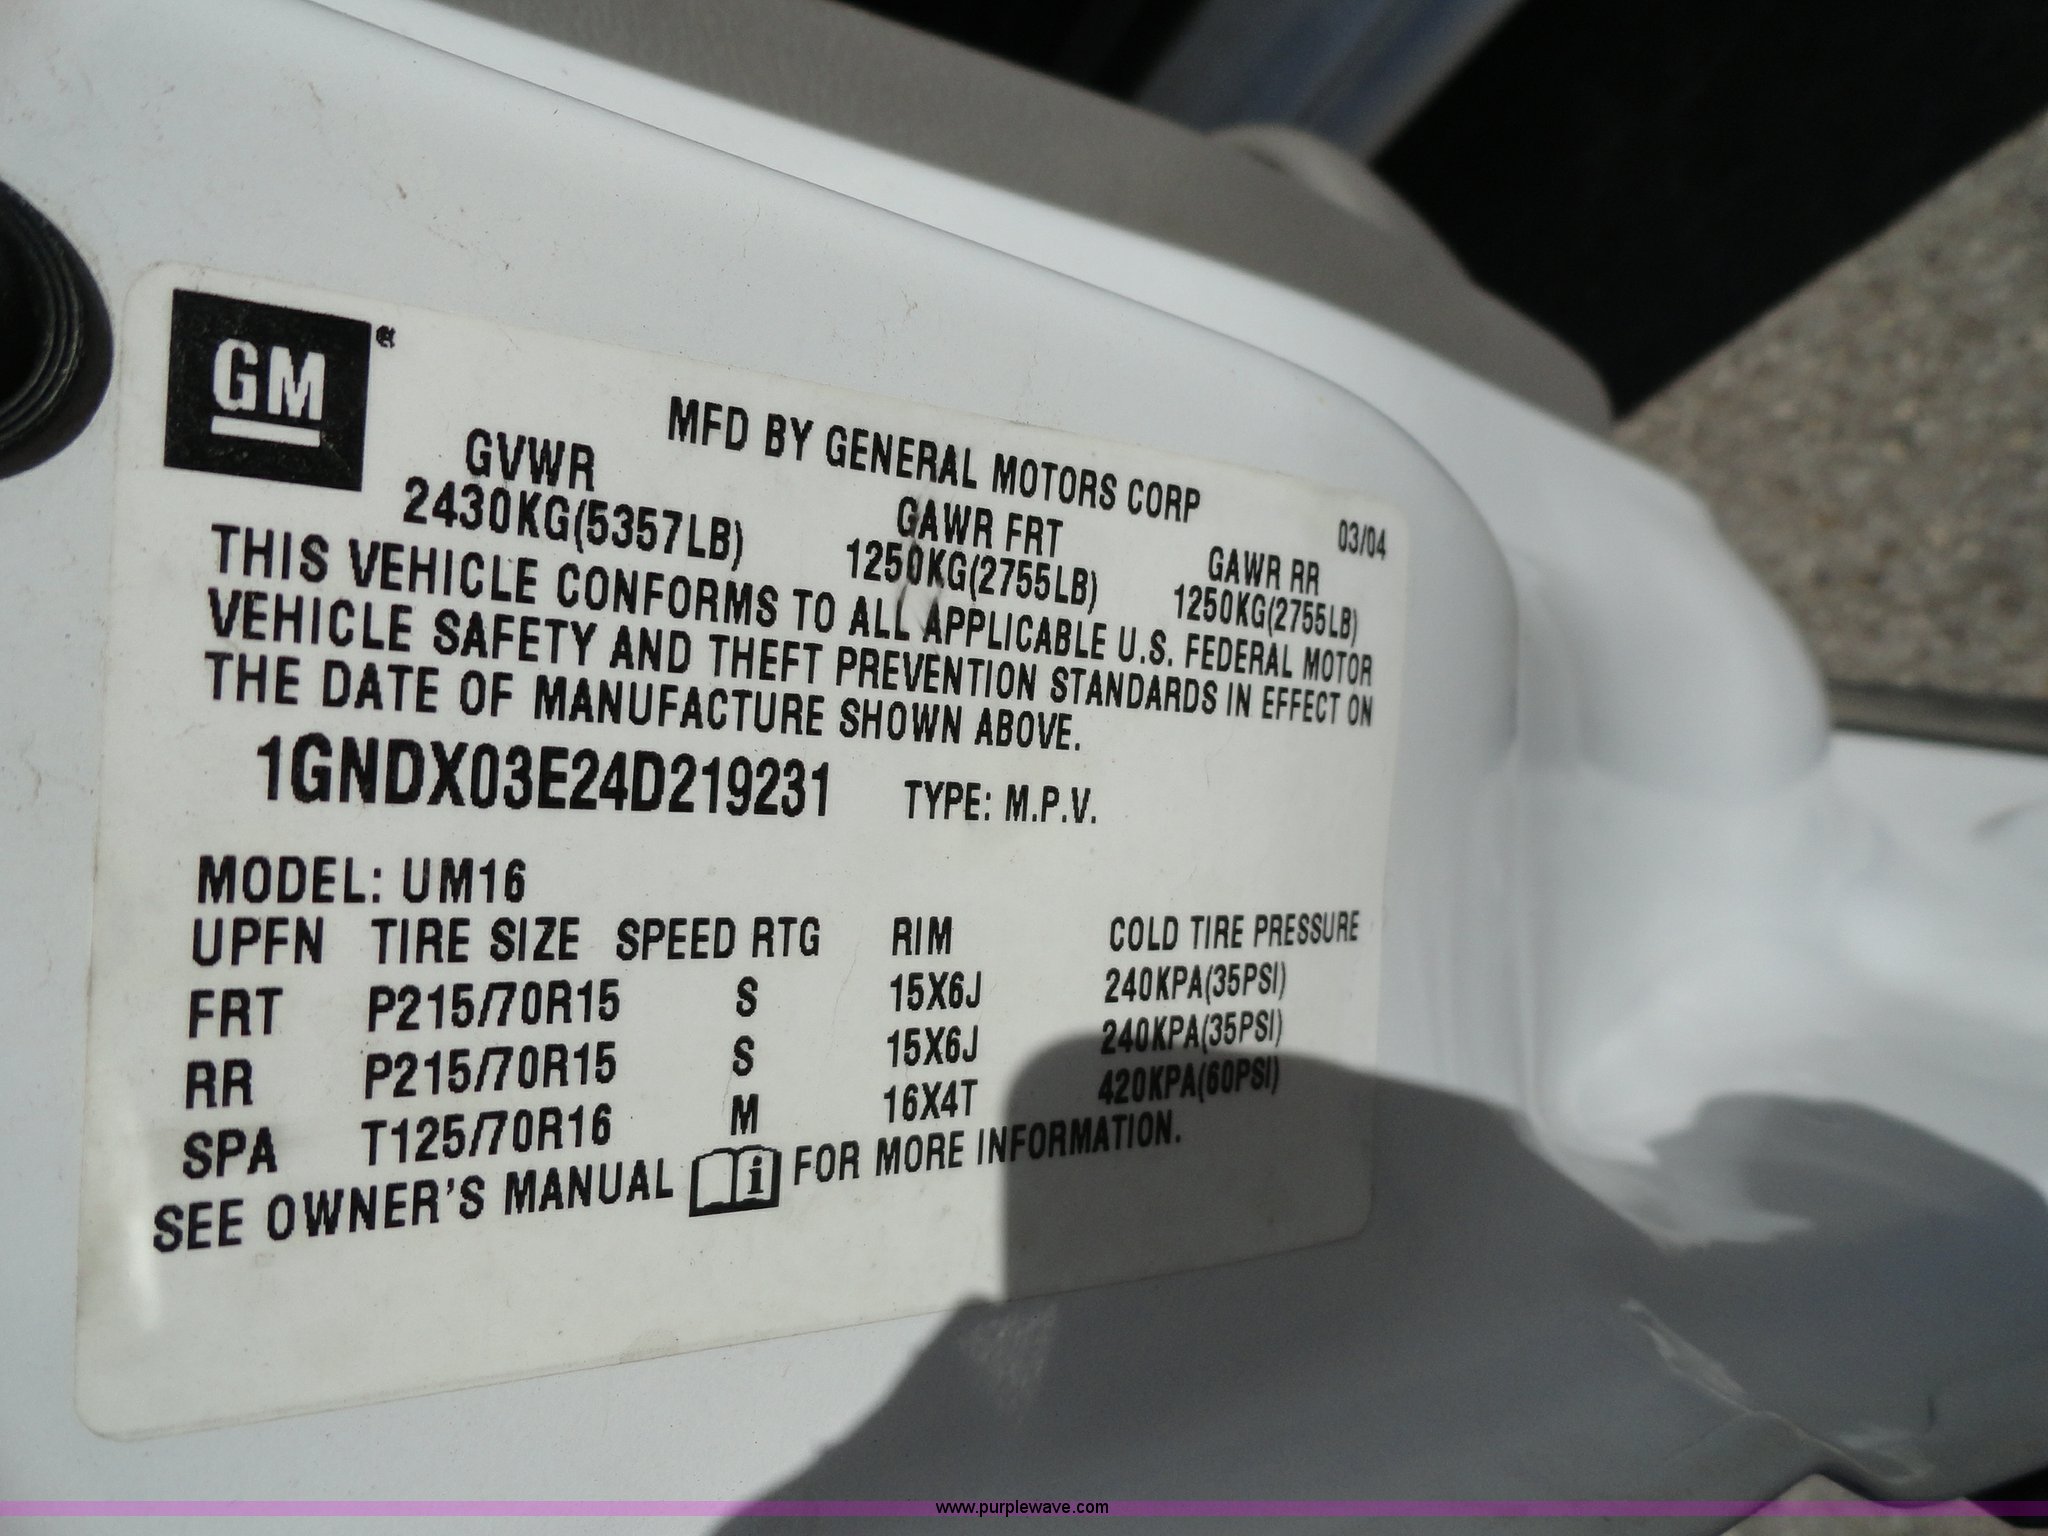 GM
MFD BY GENERAL MOTORS CORP
03/04
GVWR GAWR FRT GAWR RR
2430KG(5357LB) 1250KG(2755LB) 1250KG(2755LB)
THIS VEHICLE CONFORMS TO ALL APPLICABLE U.S. FEDERAL MOTOR
VEHICLE SAFETY AND THEFT PREVENTION STANDARDS IN EFFECT ON
THE DATE OF MANUFACTURE SHOWN ABOVE.
1GNDX03E24D219231 TYPE: M.P.V.
MODEL: UM16
UPFN TIRE SIZE SPEED RTG RIM COLD TIRE PRESSURE
FRT P215/70R15 S 15X6J 240KPA(35PSI)
RR P215/70R15 S 15X6J 240KPA(35PSI)
SPA T125/70R16 M 16X4T 420KPA(60PSI)
SEE OWNER'S MANUAL i FOR MORE INFORMATION.
www.purplewave.com